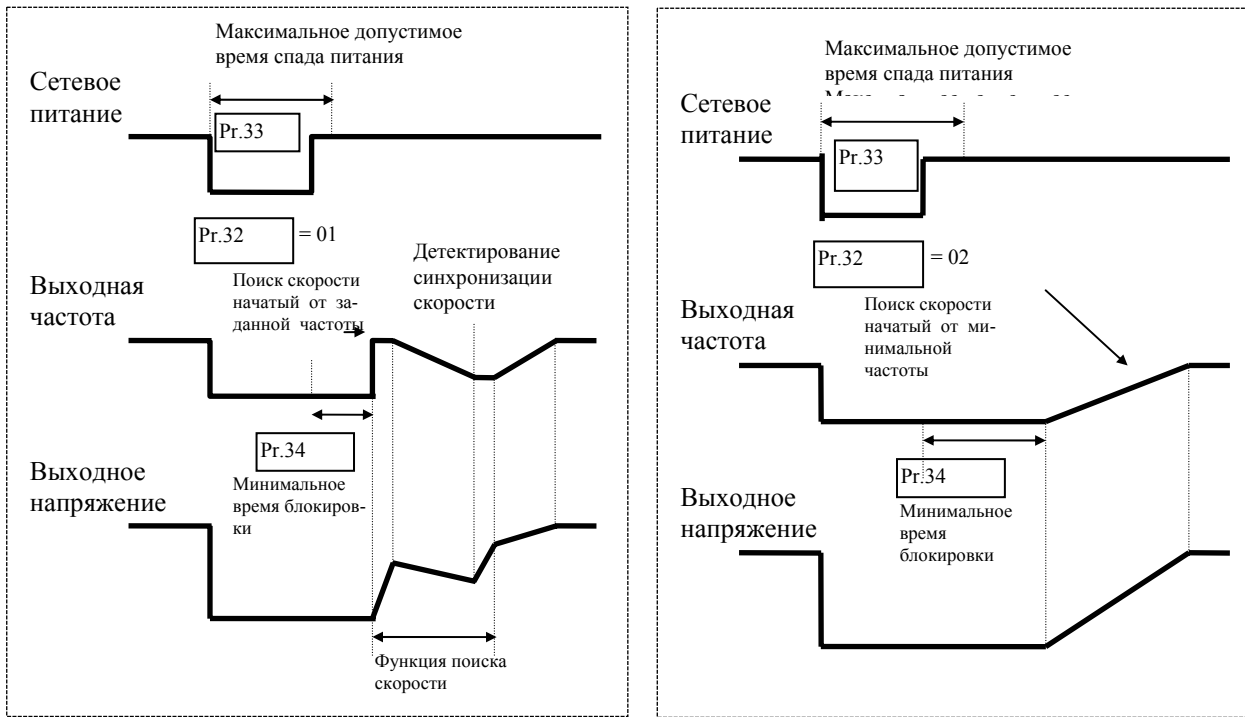 Максимальное допустимое
время спада питания
Сетевое
питание
Pr.33
Pr.32
= 01
Детектирование
синхронизации
скорости
Поиск скорости
начатый от за-
данной частоты
Выходная
частота
Pr.34
Минимальное
время блокиров-
ки
Выходное
напряжение
Функция поиска
скорости
Максимальное допустимое
время спада питания
Сетевое
питание
Pr.33
Pr.32
= 02
Поиск скорости
начатый от ми-
нимальной
частоты
Выходная
частота
Pr.34
Минимальное
время
блокировки
Выходное
напряжение